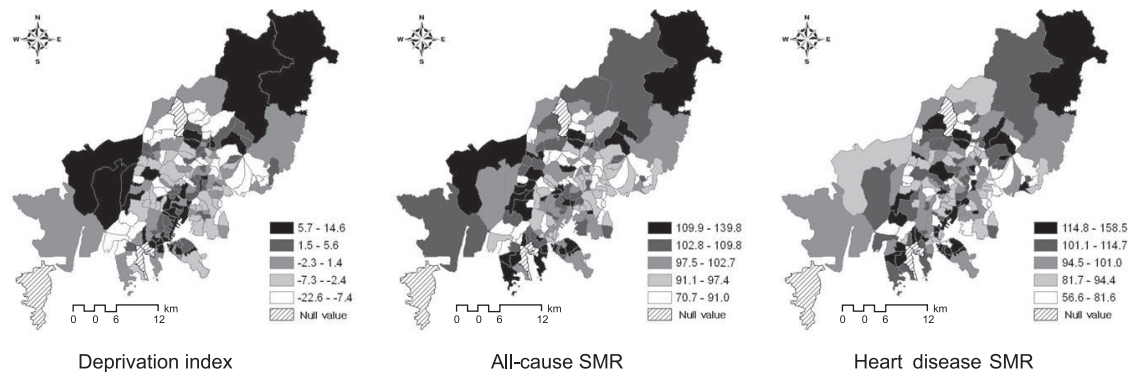 N
W E
S
5.7 - 14.6
1.5 - 5.6
-2.3 - 1.4
-7.3 - -2.4
-22.6 - -7.4
Null value
km
0 0 6 12
Deprivation index
N
W E
S
109.9 - 139.8
102.8 - 109.8
97.5 - 102.7
91.1 - 97.4
70.7 - 91.0
Null value
km
0 0 6 12
All-cause SMR
N
W E
S
114.8 - 158.5
101.1 - 114.7
94.5 - 101.0
81.7 - 94.4
56.6 - 81.6
Null value
km
0 0 6 12
Heart disease SMR